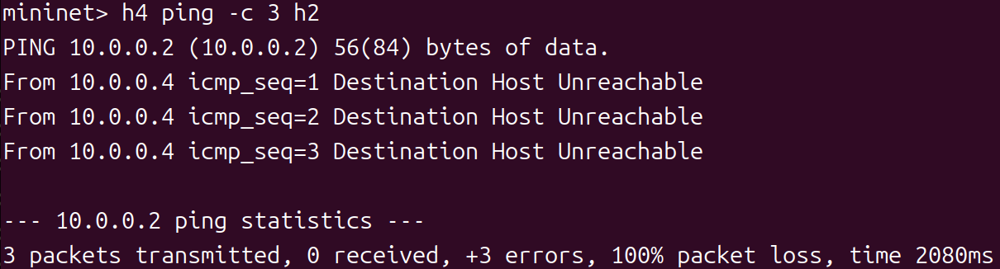 mininet> h4 ping -c 3 h2
PING 10.0.0.2 (10.0.0.2) 56(84) bytes of data.
From 10.0.0.4 icmp_seq=1 Destination Host Unreachable
From 10.0.0.4 icmp_seq=2 Destination Host Unreachable
From 10.0.0.4 icmp_seq=3 Destination Host Unreachable
--- 10.0.0.2 ping statistics ---
3 packets transmitted, 0 received, +3 errors, 100% packet loss, time 2080ms